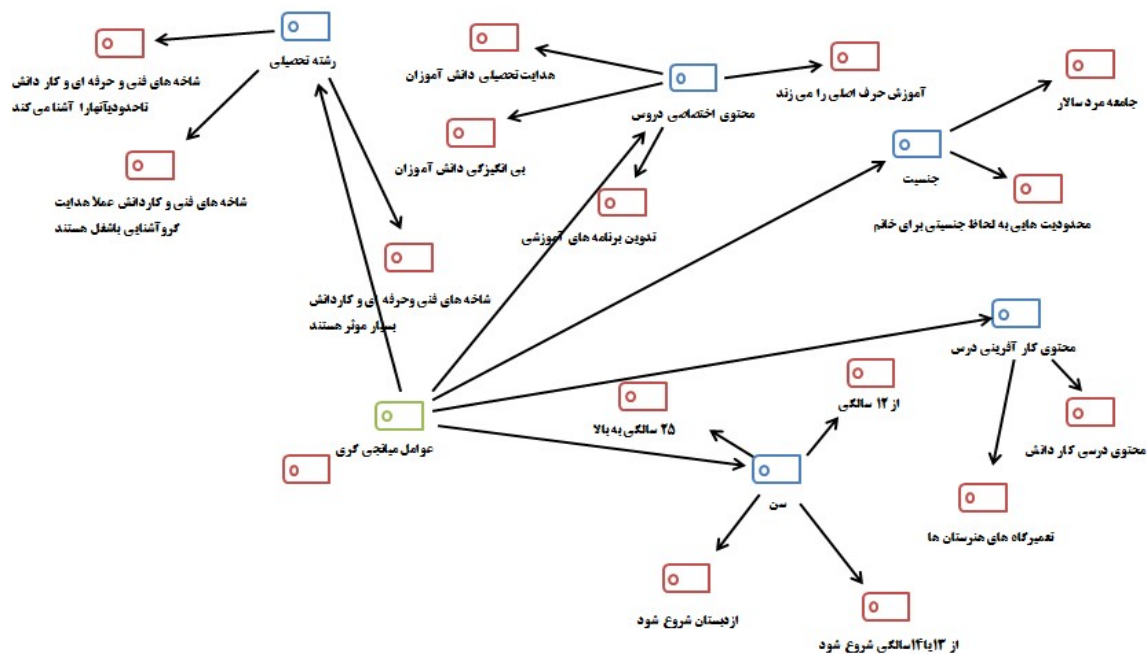 رشته تحصیلی
شاخه های فنی و حرفه ای و کار دانش
تاحدودیآنهارا آشنا می کند
شاخه های فنی و کاردانش عملا هدایت
گروآشنایی باشغل هستند
شاخه های فنی وحرفه ای و کاردانش
بسیار موثر هستند
محتوی اختصاصی دروس
هدایت تحصیلی دانش آموزان
بی انگیزگی دانش آموزان
آموزش حرف اصلی را می زند
تدوین برنامه های آموزشی
جنسیت
جامعه مرد سالار
محدودیت هایی به لحاظ جنسیتی برای خانم
محتوی کار آفرینی درس
محتوی درسی کار دانش
تعمیرگاه های هنرستان ها
عوامل میانجی گری
سن
۲۵ سالگی به بالا
از ۱۲ سالگی
ازدبستان شروع شود
از ۱۳یا۱۴سالگی شروع شود